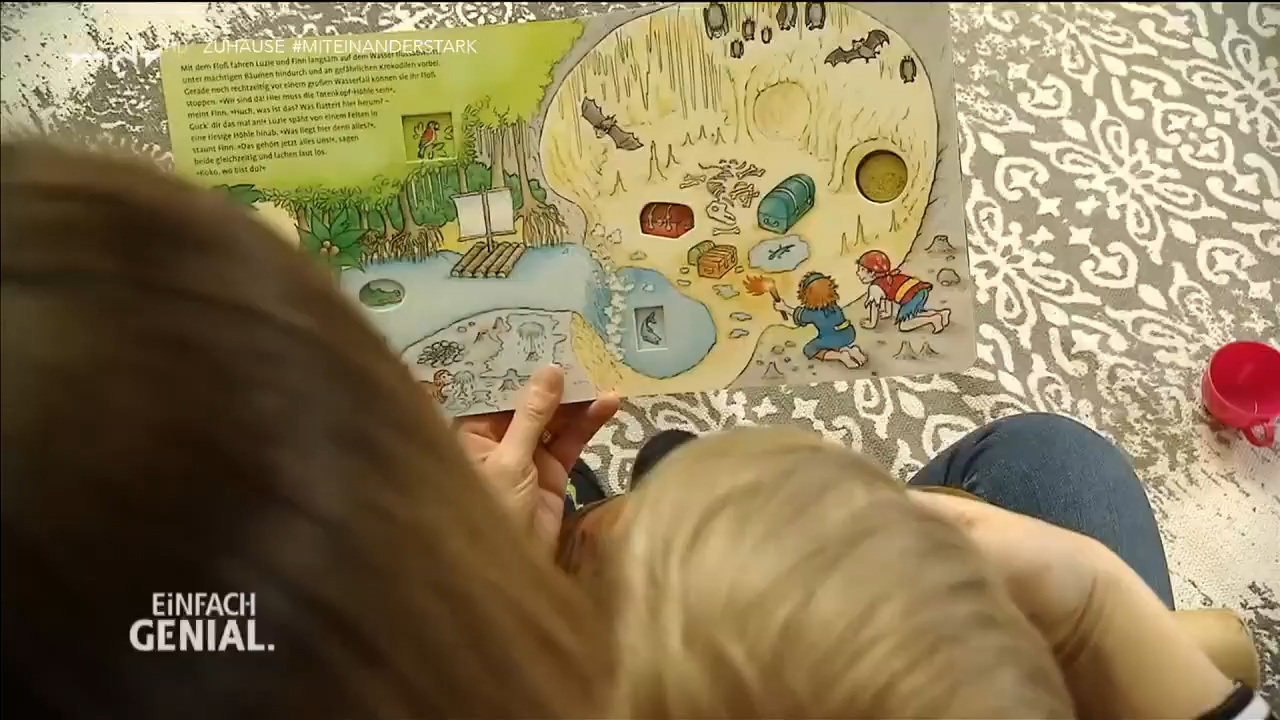 HD ZUHAUSE #MITEINANDERSTARK
Mit dem Floß fahren Luzie und Finn langsam auf dem Wasser flussabwärts,
unter mächtigen Bäumen hindurch und an gefährlichen Krokodilen vorbei.
Gerade noch rechtzeitig vor einem großen Wasserfall können sie ihr Floß
stoppen. »Wir sind da! Hier muss die Totenkopf-Höhle sein«,
meint Finn. »Huch, was ist das? Was flattert hier herum? –
Guck' dir das mal an!« Luzie späht von einem Felsen in
eine riesige Höhle hinab. »Was liegt hier denn alles?«,
staunt Finn. »Das gehört jetzt alles uns!«, sagen
beide gleichzeitig und lachen laut los.
»Koko, wo bist du?«
EiNFACH
GENIAL.